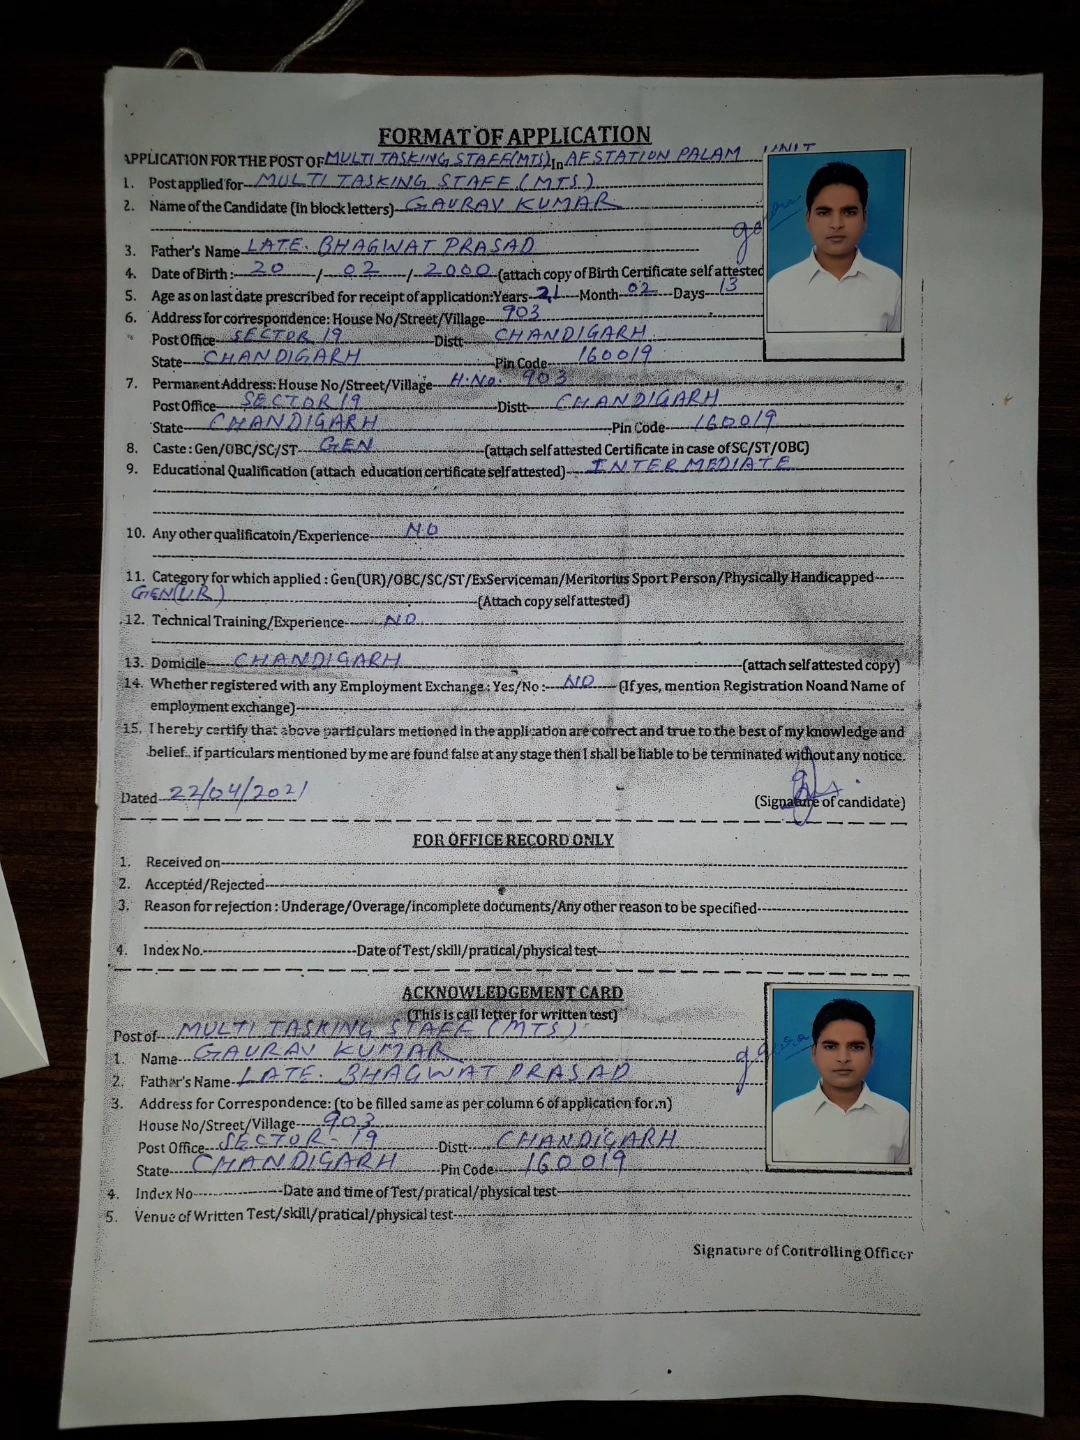 FORMAT OF APPLICATION
APPLICATION FOR THE POST OF MULTI TASKING STAFF (MTS) In AF STATION PALAM UNIT
1. Post applied for MULTI TASKING STAFF (MTS)
2. Name of the Candidate (in block letters) GAURAV KUMAR
3. Father's Name LATE. BHAGWAT PRASAD
4. Date of Birth : 20 / 02 / 2000 (attach copy of Birth Certificate self attested
5. Age as on last date prescribed for receipt of application: Years 21 Month 02 Days 13
6. Address for correspondence: House No/Street/Village 903
Post Office SECTOR 19 Distt CHANDIGARH
State CHANDIGARH Pin Code 160019
7. Permanent Address: House No/Street/Village H.No. 903
Post Office SECTOR 19 Distt CHANDIGARH
State CHANDIGARH Pin Code 160019
8. Caste : Gen/OBC/SC/ST GEN (attach self attested Certificate in case of SC/ST/OBC)
9. Educational Qualification (attach education certificate self attested) INTERMEDIATE
10. Any other qualificatoin/Experience NO
11. Category for which applied : Gen(UR)/OBC/SC/ST/ExServiceman/Meritorius Sport Person/Physically Handicapped
GEN(UR) (Attach copy self attested)
12. Technical Training/Experience NO
13. Domicile CHANDIGARH (attach self attested copy)
14. Whether registered with any Employment Exchange : Yes/No : NO (If yes, mention Registration Noand Name of
employment exchange)
15. I hereby certify that above particulars metioned in the application are correct and true to the best of my knowledge and
belief.. if particulars mentioned by me are found false at any stage then I shall be liable to be terminated without any notice.
Dated 22/04/2021 (Signature of candidate)
FOR OFFICE RECORD ONLY
1. Received on
2. Accepted/Rejected
3. Reason for rejection : Underage/Overage/incomplete documents/Any other reason to be specified
4. Index No. Date of Test/skill/pratical/physical test
ACKNOWLEDGEMENT CARD
(This is call letter for written test)
Post of MULTI TASKING STAFF (MTS)
1. Name GAURAV KUMAR
2. Father's Name LATE. BHAGWAT PRASAD
3. Address for Correspondence: (to be filled same as per column 6 of application form)
House No/Street/Village 903
Post Office SECTOR-19 Distt CHANDIGARH
State CHANDIGARH Pin Code 160019
4. Index No Date and time of Test/pratical/physical test
5. Venue of Written Test/skill/pratical/physical test
Signature of Controlling Officer